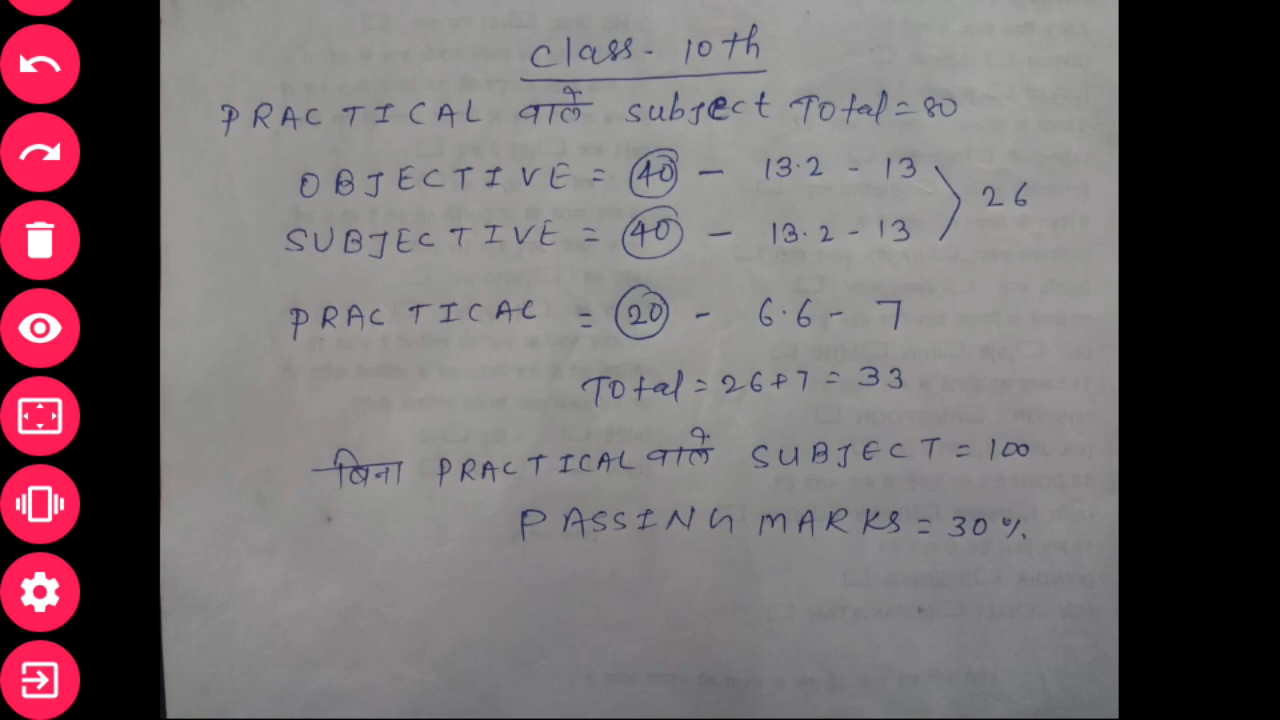 Class - 10th
PRACTICAL वाले subject Total = 80
OBJECTIVE = 40 - 13.2 - 13
26
SUBJECTIVE = 40 - 13.2 - 13
PRACTICAL = 20 - 6.6 - 7
Total = 26+7 = 33
बिना PRACTICAL वाले SUBJECT = 100
PASSING MARKS = 30%